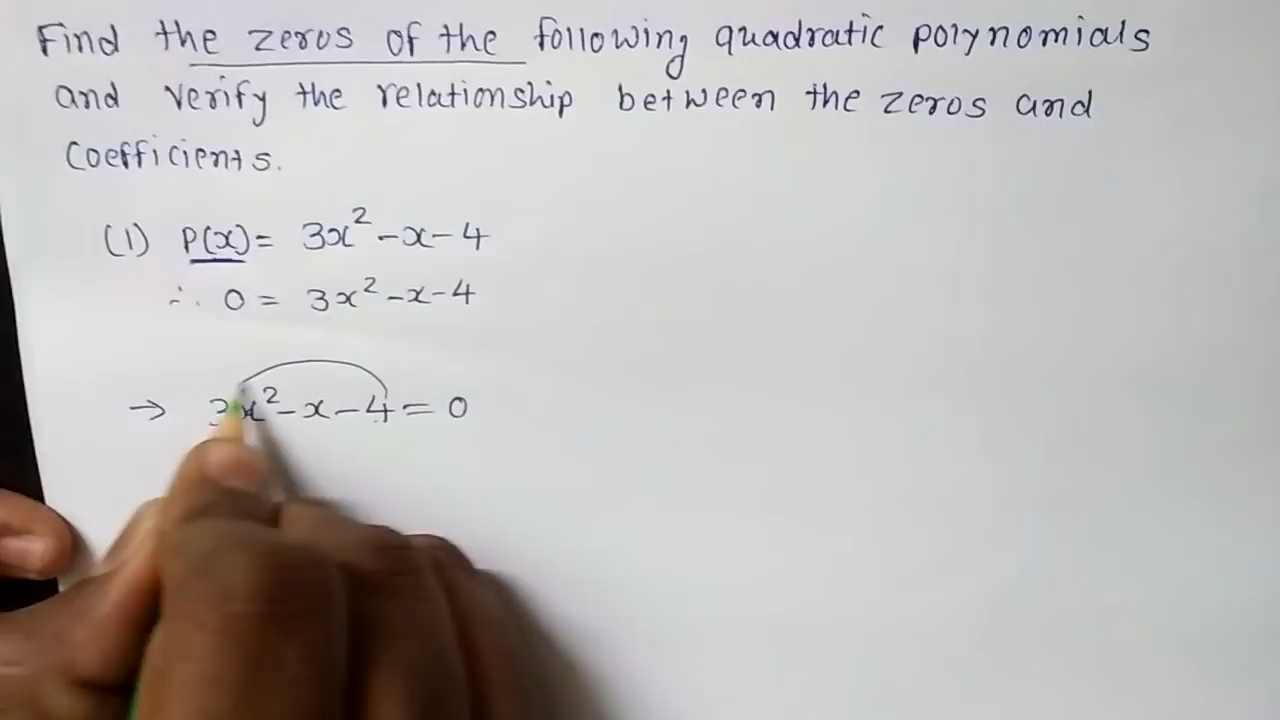 Find the zeros of the following quadratic polynomials
and verify the relationship between the zeros and
coefficients.
(1) P(x) = 3x² - x - 4
∴ 0 = 3x² - x - 4
→ 3x² - x - 4 = 0